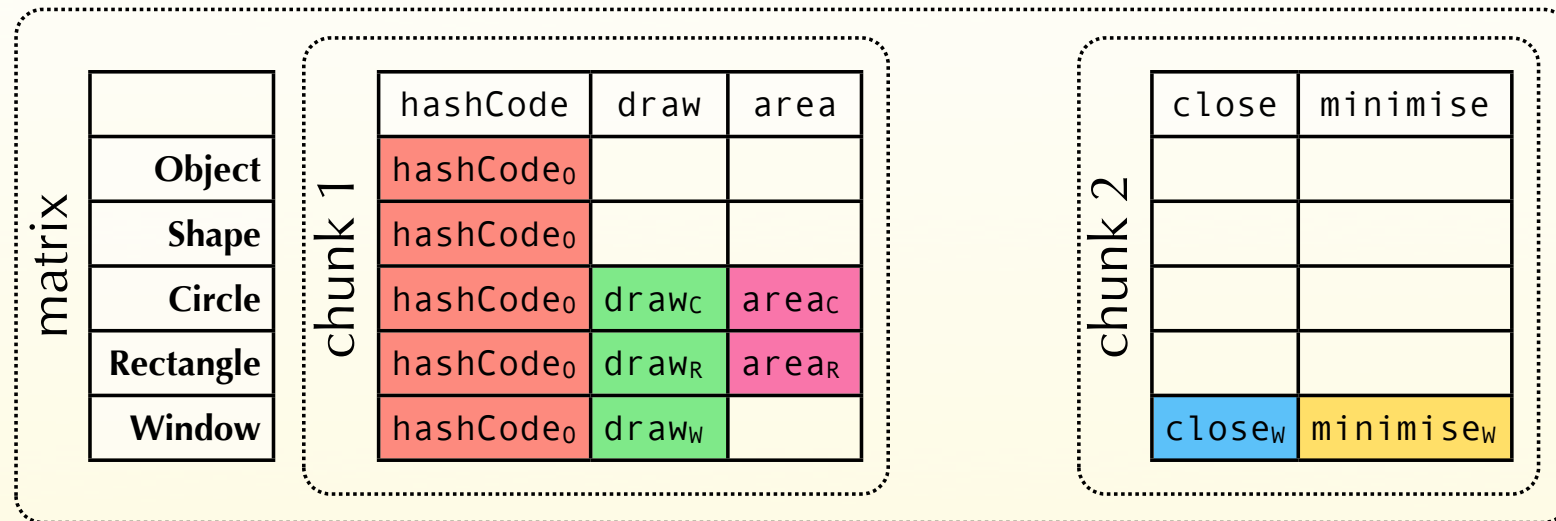 matrix
chunk 1
chunk 2
hashCode draw area close minimise
Object hashCodeO
Shape hashCodeO
Circle hashCodeO drawC areaC
Rectangle hashCodeO drawR areaR
Window hashCodeO drawW closeW minimiseW